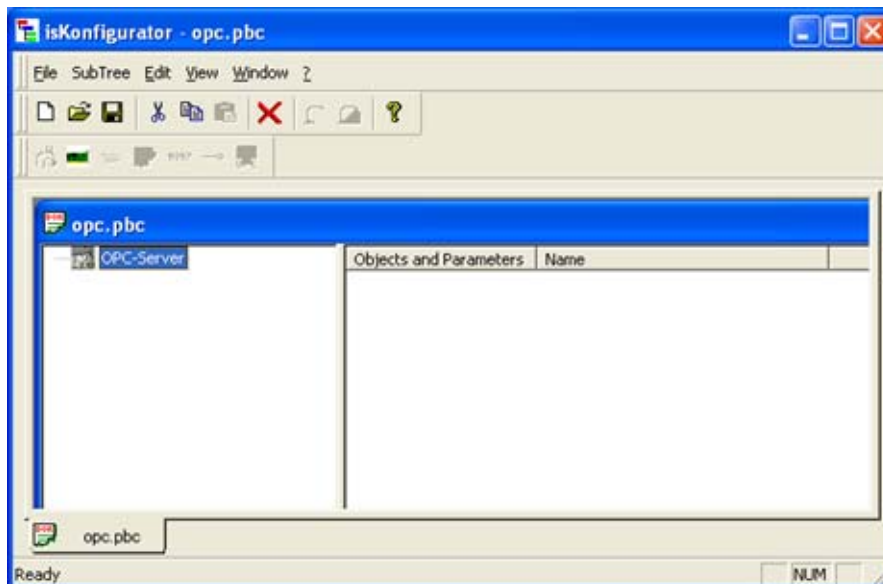 isKonfigurator - opc.pbc
File SubTree Edit View Window ?
opc.pbc
OPC-Server
Objects and Parameters Name
opc.pbc
Ready NUM